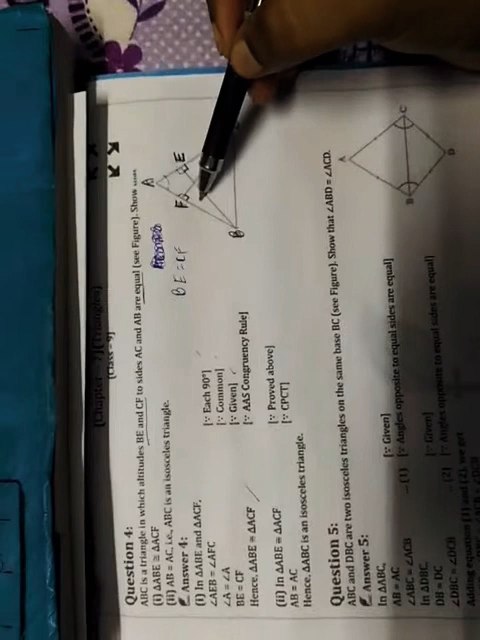 (Chapter – 7)(Triangles)
(Class – 9)
Question 4:
ABC is a triangle in which altitudes BE and CF to sides AC and AB are equal (see Figure). Show
(i) ΔABE ≅ ΔACF
(ii) AB = AC, i.e., ABC is an isosceles triangle.
Answer 4:
(i) In ΔABE and ΔACF,
∠AEB = ∠AFC [∵ Each 90°]
∠A = ∠A [∵ Common]
BE = CF [∵ Given]
Hence, ΔABE ≅ ΔACF [∵ AAS Congruency Rule]
(ii) In ΔABE ≅ ΔACF [∵ Proved above]
AB = AC [∵ CPCT]
Hence, ΔABC is an isosceles triangle.
BE = CF
A
F
E
B
Question 5:
ABC and DBC are two isosceles triangles on the same base BC (see Figure). Show that ∠ABD = ∠ACD.
Answer 5:
In ΔABC,
AB = AC [∵ Given]
∠ABC = ∠ACB ... (1) [∵ Angles opposite to equal sides are equal]
In ΔDBC,
DB = DC [∵ Given]
∠DBC = ∠DCB ... (2) [∵ Angles opposite to equal sides are equal]
Adding equation (1) and (2), we get
A
B
C
D